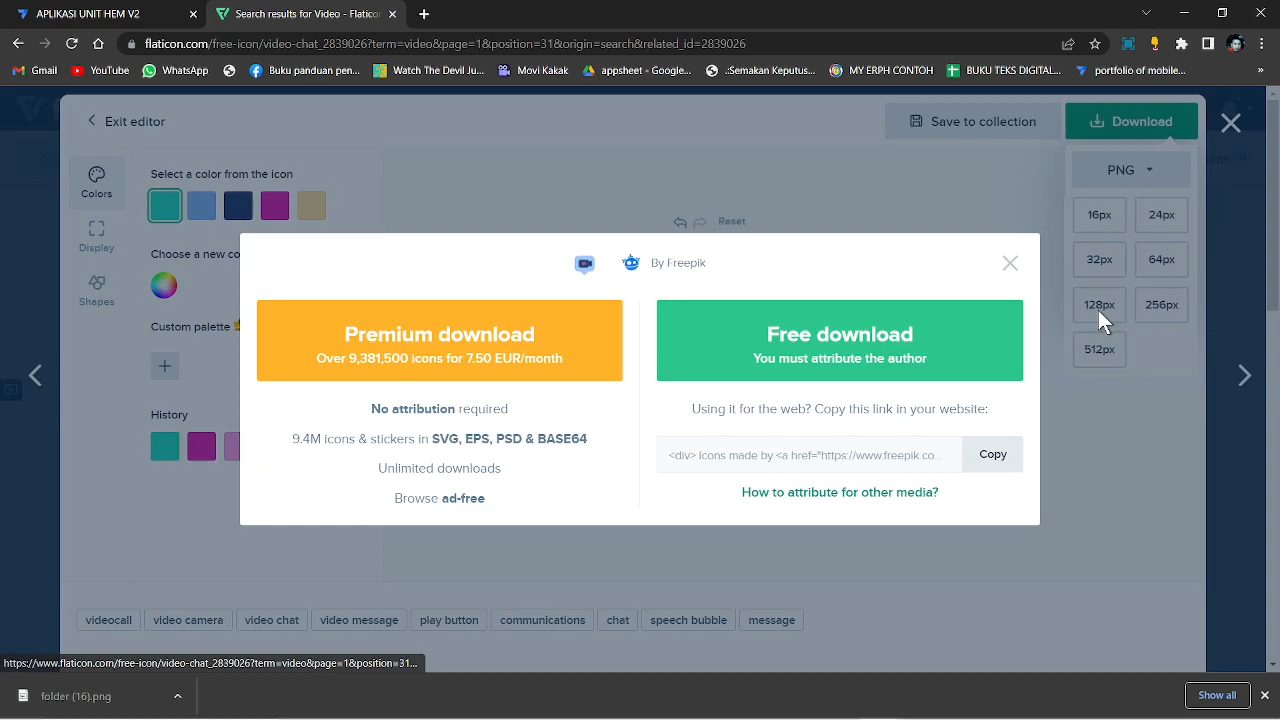 APLIKASI UNIT HEM V2
Search results for Video - Flaticon
flaticon.com/free-icon/video-chat_2839026?term=video&page=1&position=31&origin=search&related_id=2839026
Gmail
YouTube
WhatsApp
Buku panduan pen...
Watch The Devil Ju...
Movi Kakak
appsheet - Google...
:Semakan Keputus...
MY ERPH CONTOH
BUKU TEKS DIGITAL...
portfolio of mobile...
»
Exit editor
Save to collection
Download
Colors
Display
Shapes
Select a color from the icon
Choose a new co
Custom palette
History
Reset
PNG
16px
24px
32px
64px
128px
256px
512px
By Freepik
Premium download
Over 9,381,500 icons for 7.50 EUR/month
No attribution required
9.4M icons & stickers in SVG, EPS, PSD & BASE64
Unlimited downloads
Browse ad-free
Free download
You must attribute the author
Using it for the web? Copy this link in your website:
<div> Icons made by <a href="https://www.freepik.co...
Copy
How to attribute for other media?
videocall
video camera
video chat
video message
play button
communications
chat
speech bubble
message
https://www.flaticon.com/free-icon/video-chat_2839026?term=video&page=1&position=31...
folder (16).png
Show all